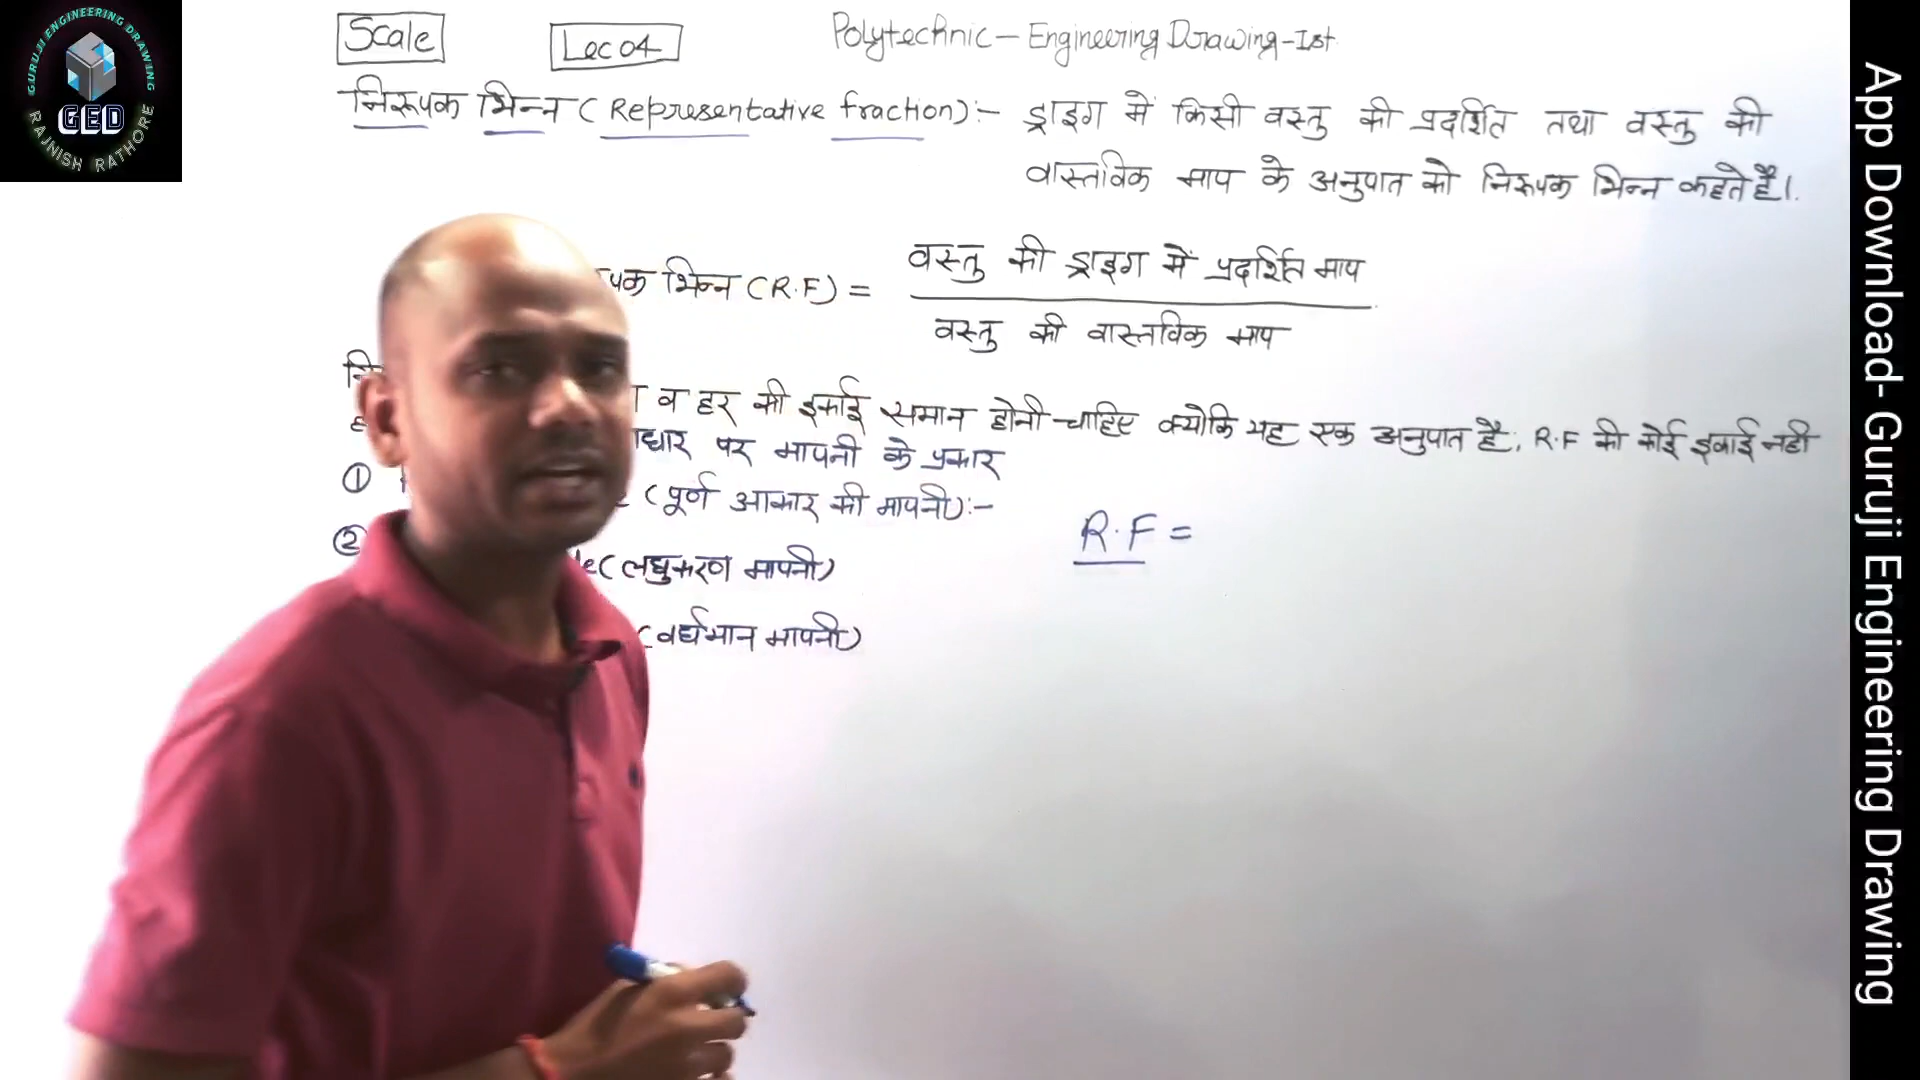 GURUJI ENGINEERING DRAWING
GED
RAJNISH RATHORE
Scale
Lec 04
Polytechnic - Engineering Drawing - Ist
निरूपक भिन्न ( Representative fraction) :- ड्राइग में किसी वस्तु की प्रदर्शित तथा वस्तु की
वास्तविक माप के अनुपात को निरूपक भिन्न कहते है।
पक भिन्न (R.F) = वस्तु की ड्राइग में प्रदर्शित माप
वस्तु की वास्तविक माप
व हर की इकाई समान होनी चाहिए क्योकि यह एक अनुपात है, R.F की कोई इकाई नही
धार पर मापनी के प्रकार
① (पूर्ण आकार की मापनी) :-
R.F =
② le (लघुकरण मापनी)
(वर्धमान मापनी)
App Download- Guruji Engineering Drawing